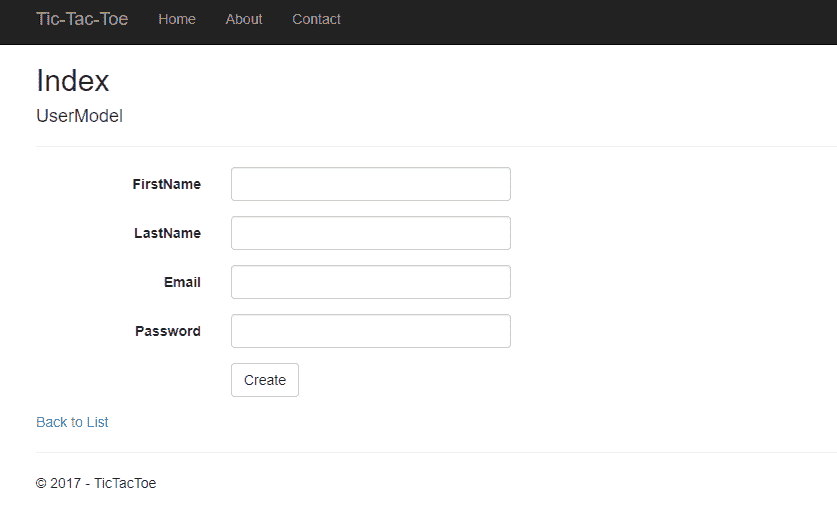 Tic-Tac-Toe Home About Contact
Index
UserModel
FirstName
LastName
Email
Password
Create
Back to List
© 2017 - TicTacToe